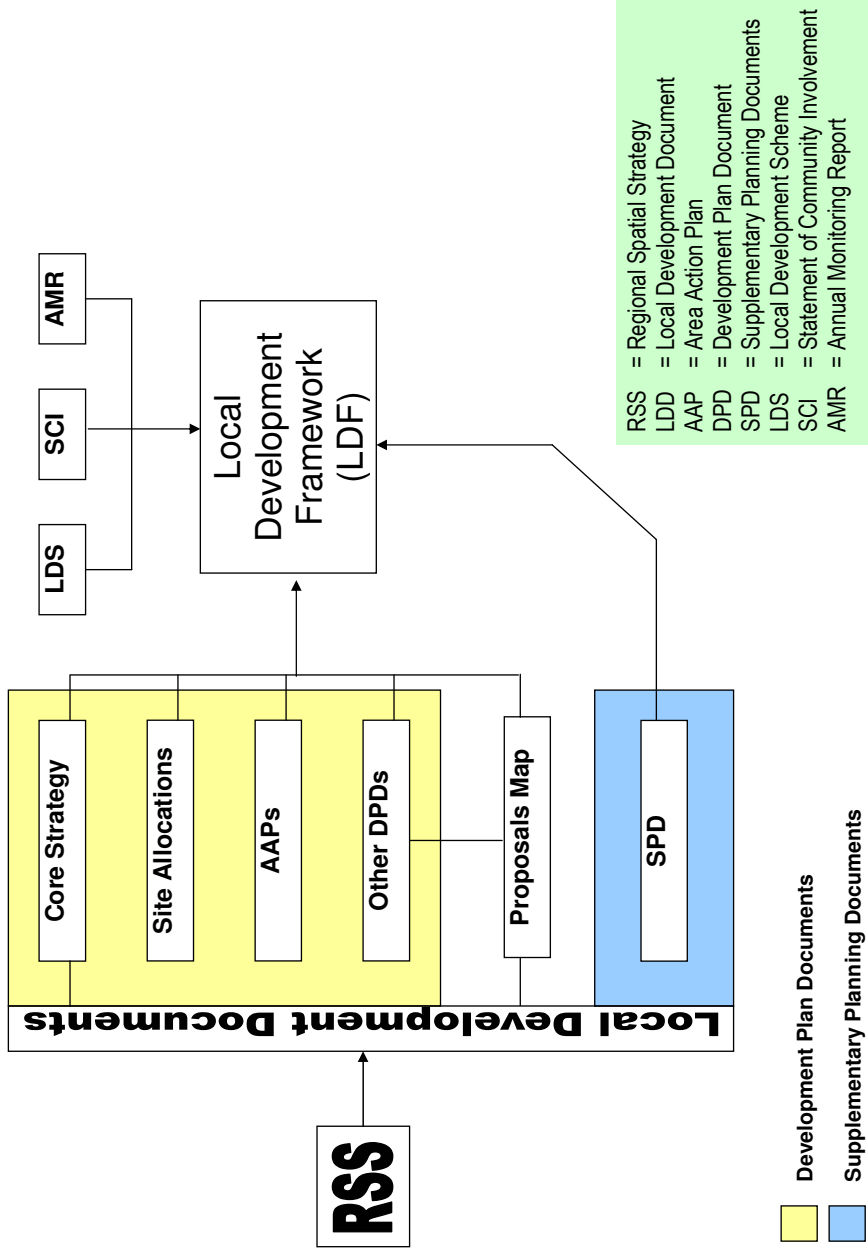 RSS
Local Development Documents
Core Strategy
Site Allocations
AAPs
Other DPDs
Proposals Map
SPD
LDS
SCI
AMR
Local
Development
Framework
(LDF)
Development Plan Documents
Supplementary Planning Documents
RSS = Regional Spatial Strategy
LDD = Local Development Document
AAP = Area Action Plan
DPD = Development Plan Document
SPD = Supplementary Planning Documents
LDS = Local Development Scheme
SCI = Statement of Community Involvement
AMR = Annual Monitoring Report